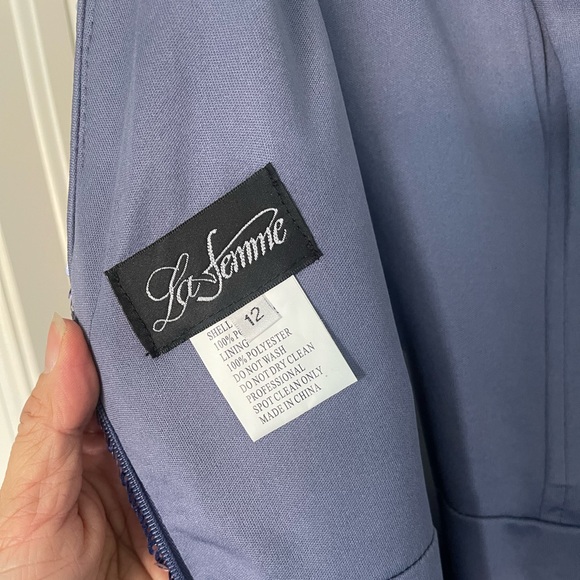 La Femme
12
SHELL
100%
LINING
100% POLYESTER
DO NOT WASH
DO NOT DRY CLEAN
PROFESSIONAL
SPOT CLEAN ONLY
MADE IN CHINA